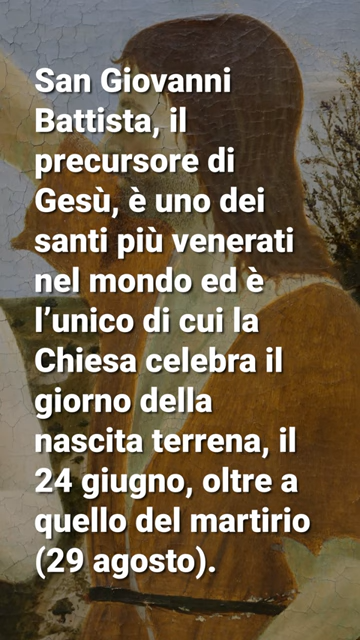 San Giovanni
Battista, il
precursore di
Gesù, è uno dei
santi più venerati
nel mondo ed è
l’unico di cui la
Chiesa celebra il
giorno della
nascita terrena, il
24 giugno, oltre a
quello del martirio
(29 agosto).